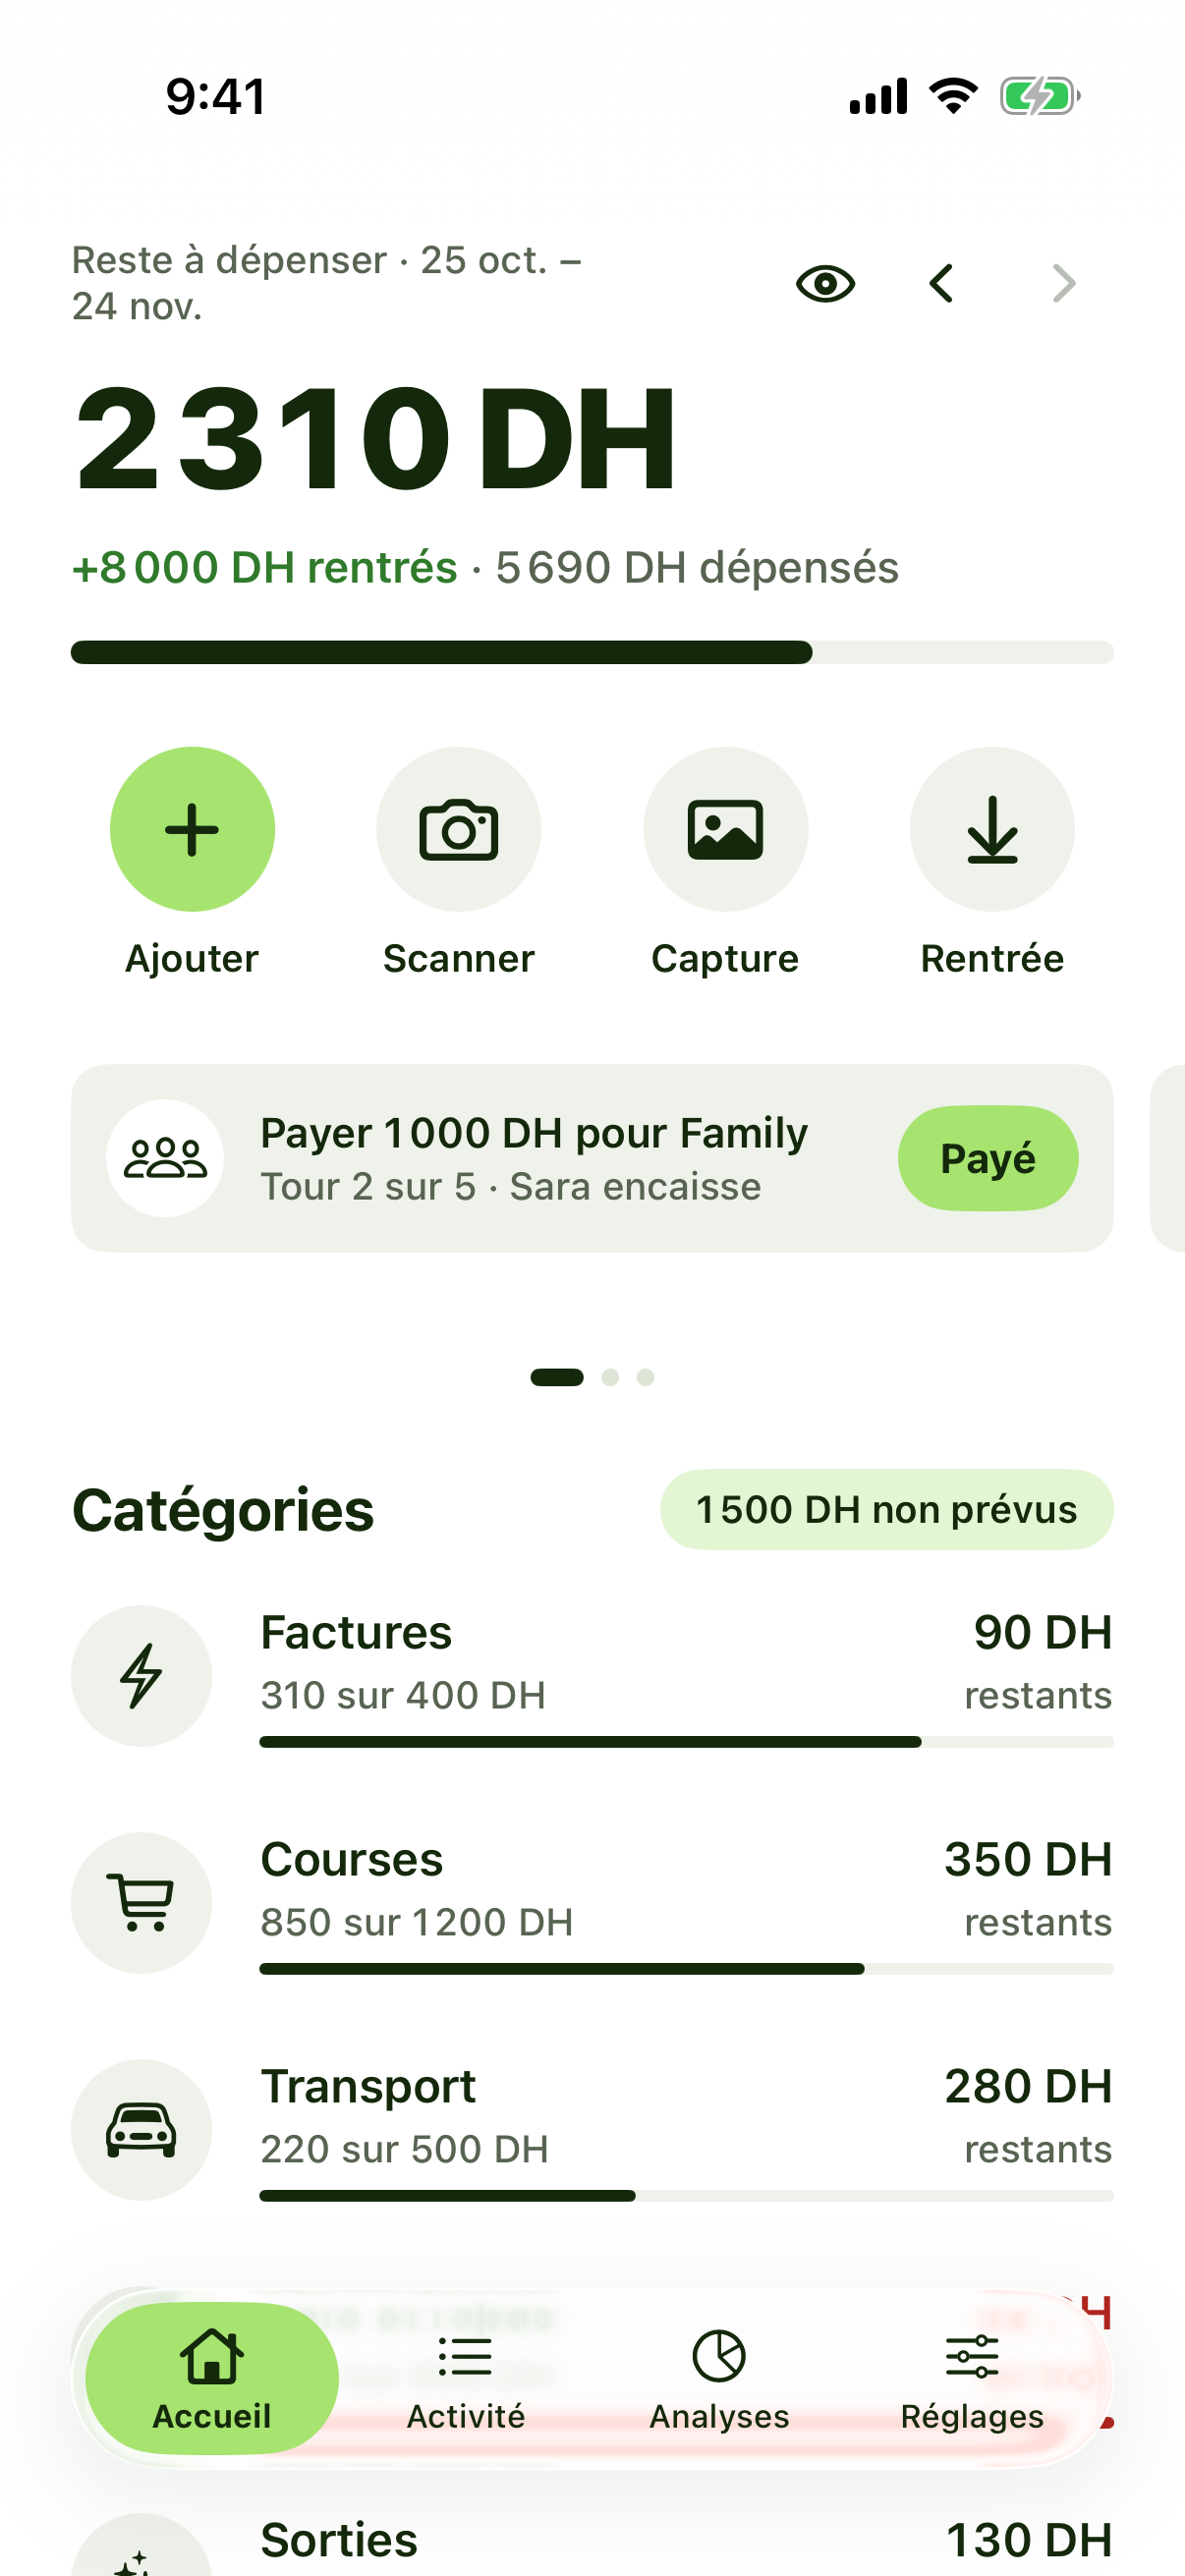 9:41
Reste à dépenser · 25 oct. –
24 nov.
2 310 DH
+8 000 DH rentrés · 5 690 DH dépensés
Ajouter
Scanner
Capture
Rentrée
Payer 1 000 DH pour Family
Tour 2 sur 5 · Sara encaisse
Payé
Catégories
1 500 DH non prévus
Factures
90 DH
310 sur 400 DH
restants
Courses
350 DH
850 sur 1 200 DH
restants
Transport
280 DH
220 sur 500 DH
restants
Accueil
Activité
Analyses
Réglages
Sorties
130 DH